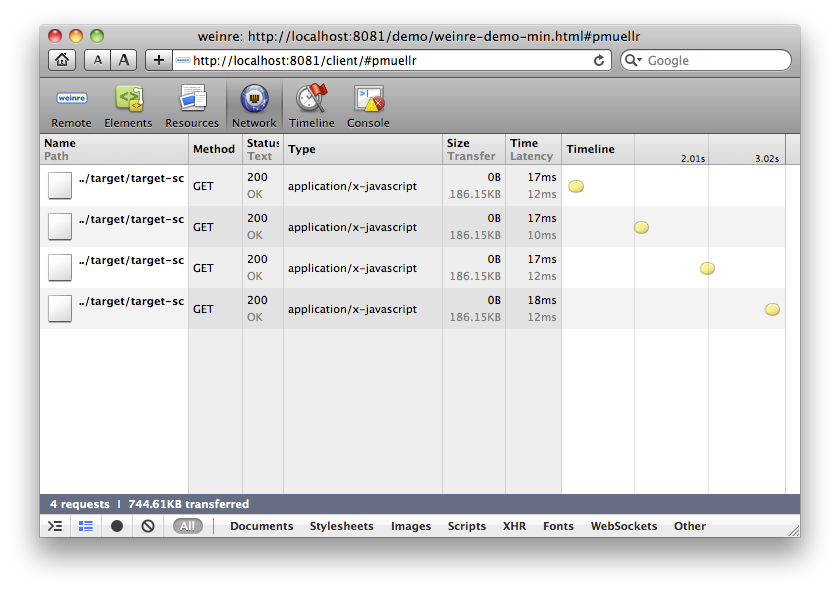 weinre: http://localhost:8081/demo/weinre-demo-min.html#pmuellr
A A + http://localhost:8081/client/#pmuellr Google
weinre
Remote Elements Resources Network Timeline Console
Name Method Status Type Size Time Timeline
Path Text Transfer Latency 2.01s 3.02s
../target/target-sc GET 200 application/x-javascript 0B 17ms
OK 186.15KB 12ms
../target/target-sc GET 200 application/x-javascript 0B 17ms
OK 186.15KB 10ms
../target/target-sc GET 200 application/x-javascript 0B 17ms
OK 186.15KB 12ms
../target/target-sc GET 200 application/x-javascript 0B 18ms
OK 186.15KB 12ms
4 requests | 744.61KB transferred
All Documents Stylesheets Images Scripts XHR Fonts WebSockets Other